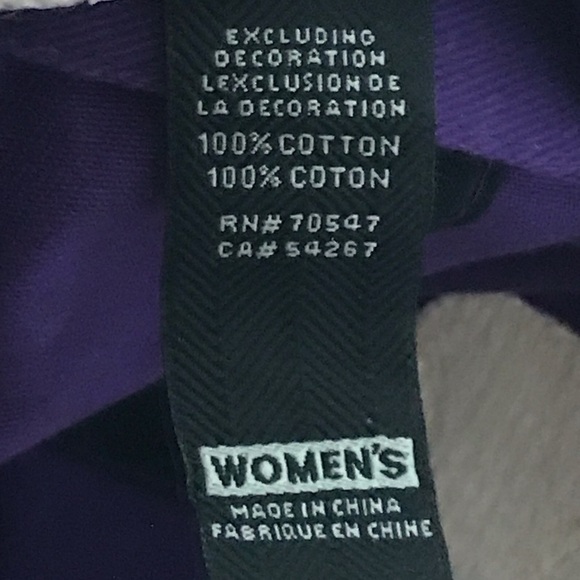 EXCLUDING
DECORATION
LEXCLUSION DE
LA DECORATION
100% COTTON
100% COTON
RN# 70547
CA# 54267
WOMEN'S
MADE IN CHINA
FABRIQUE EN CHINE